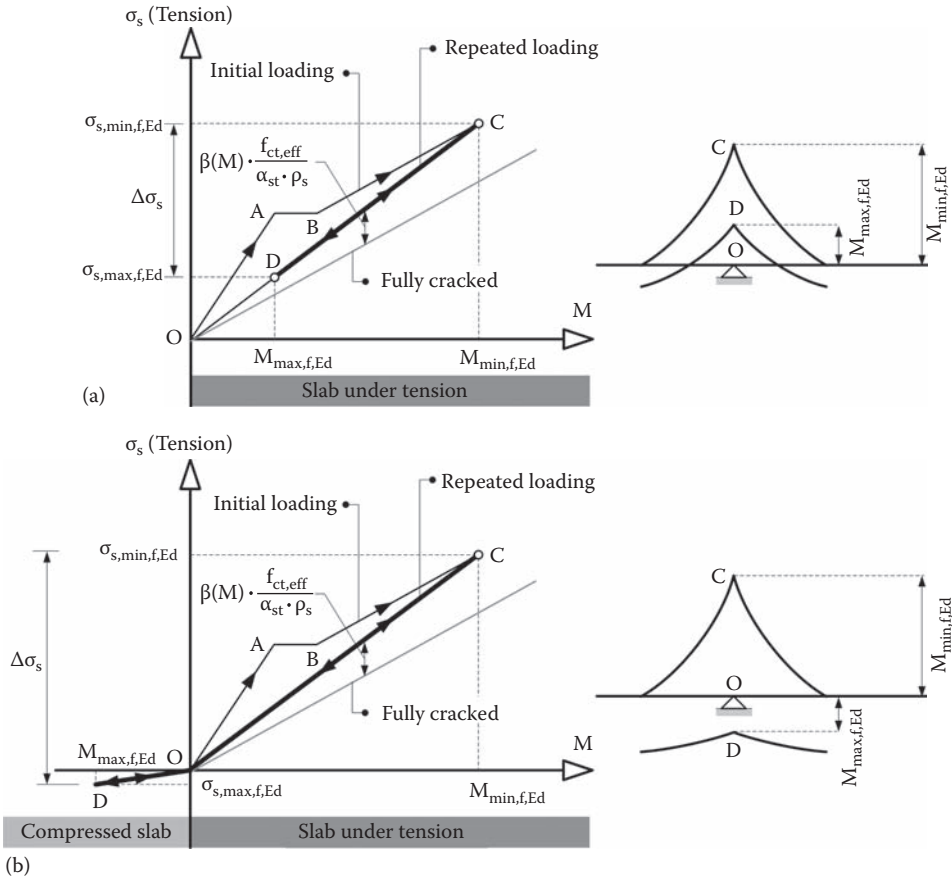 σs (Tension)
Repeated loading
Initial loading
σs,min,f,Ed
C
β(M) · fct,eff / αst · ρs
Δσs
A
B
D
σs,max,f,Ed
Fully cracked
O
M
Mmax,f,Ed
Mmin,f,Ed
Slab under tension
(a)
C
D
O
Mmax,f,Ed
Mmin,f,Ed
σs (Tension)
Repeated loading
Initial loading
σs,min,f,Ed
C
β(M) · fct,eff / αst · ρs
A
B
Δσs
Fully cracked
Mmax,f,Ed
O
M
D
σs,max,f,Ed
Mmin,f,Ed
Compressed slab
Slab under tension
(b)
C
O
D
Mmin,f,Ed
Mmax,f,Ed